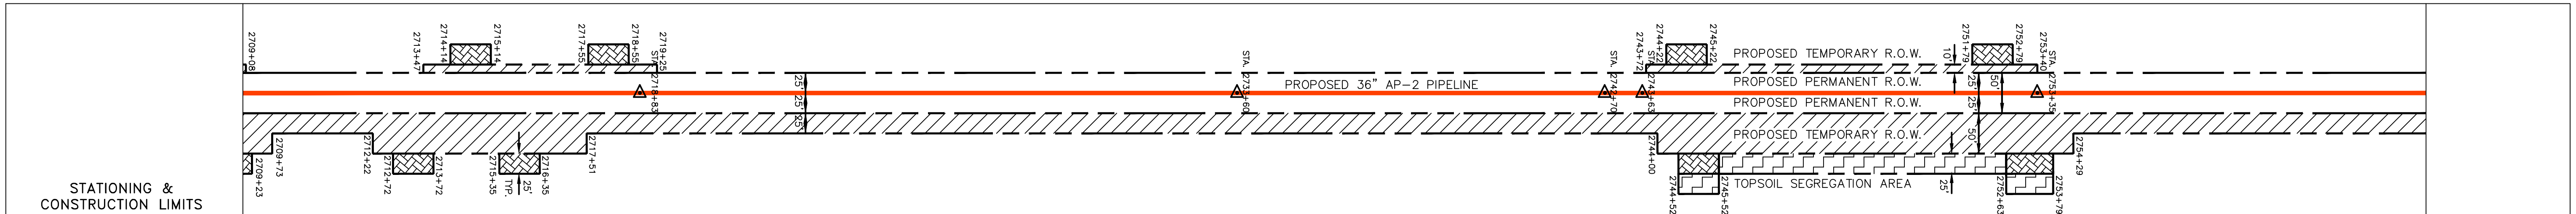 STATIONING &
CONSTRUCTION LIMITS
2709+08
2713+47
2714+14
2715+14
2717+55
2718+55
STA. 2718+83
2719+25
STA. 2733+60
STA. 2742+70
2743+72
STA. 2743+63
2744+22
2745+22
2751+79
2752+79
2753+40
STA. 2753+35
PROPOSED TEMPORARY R.O.W.
10'
PROPOSED 36" AP-2 PIPELINE
PROPOSED PERMANENT R.O.W.
PROPOSED PERMANENT R.O.W.
25'
25'
25'
25'
25'
50'
50'
PROPOSED TEMPORARY R.O.W.
TOPSOIL SEGREGATION AREA
25'
2709+23
2709+73
2712+22
2712+72
2713+72
2715+35
TYP.
25'
2716+35
2717+51
2744+00
2744+52
2745+52
2752+63
2753+79
2754+29